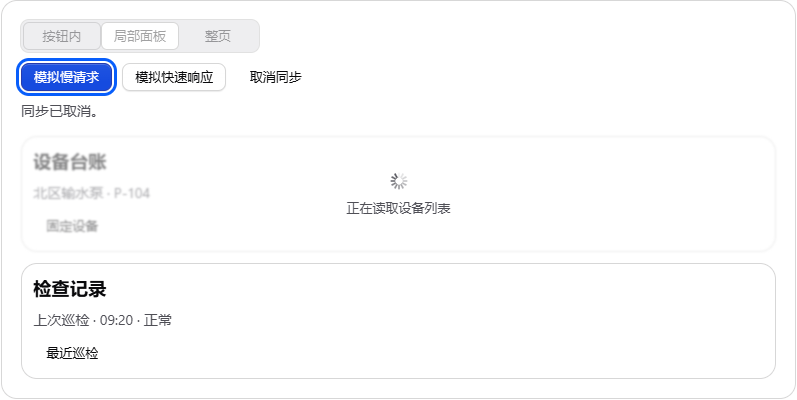 按钮内 局部面板 整页
模拟慢请求 模拟快速响应 取消同步
同步已取消。
设备台账
北区输水泵 · P-104
固定设备
正在读取设备列表
检查记录
上次巡检 · 09:20 · 正常
最近巡检